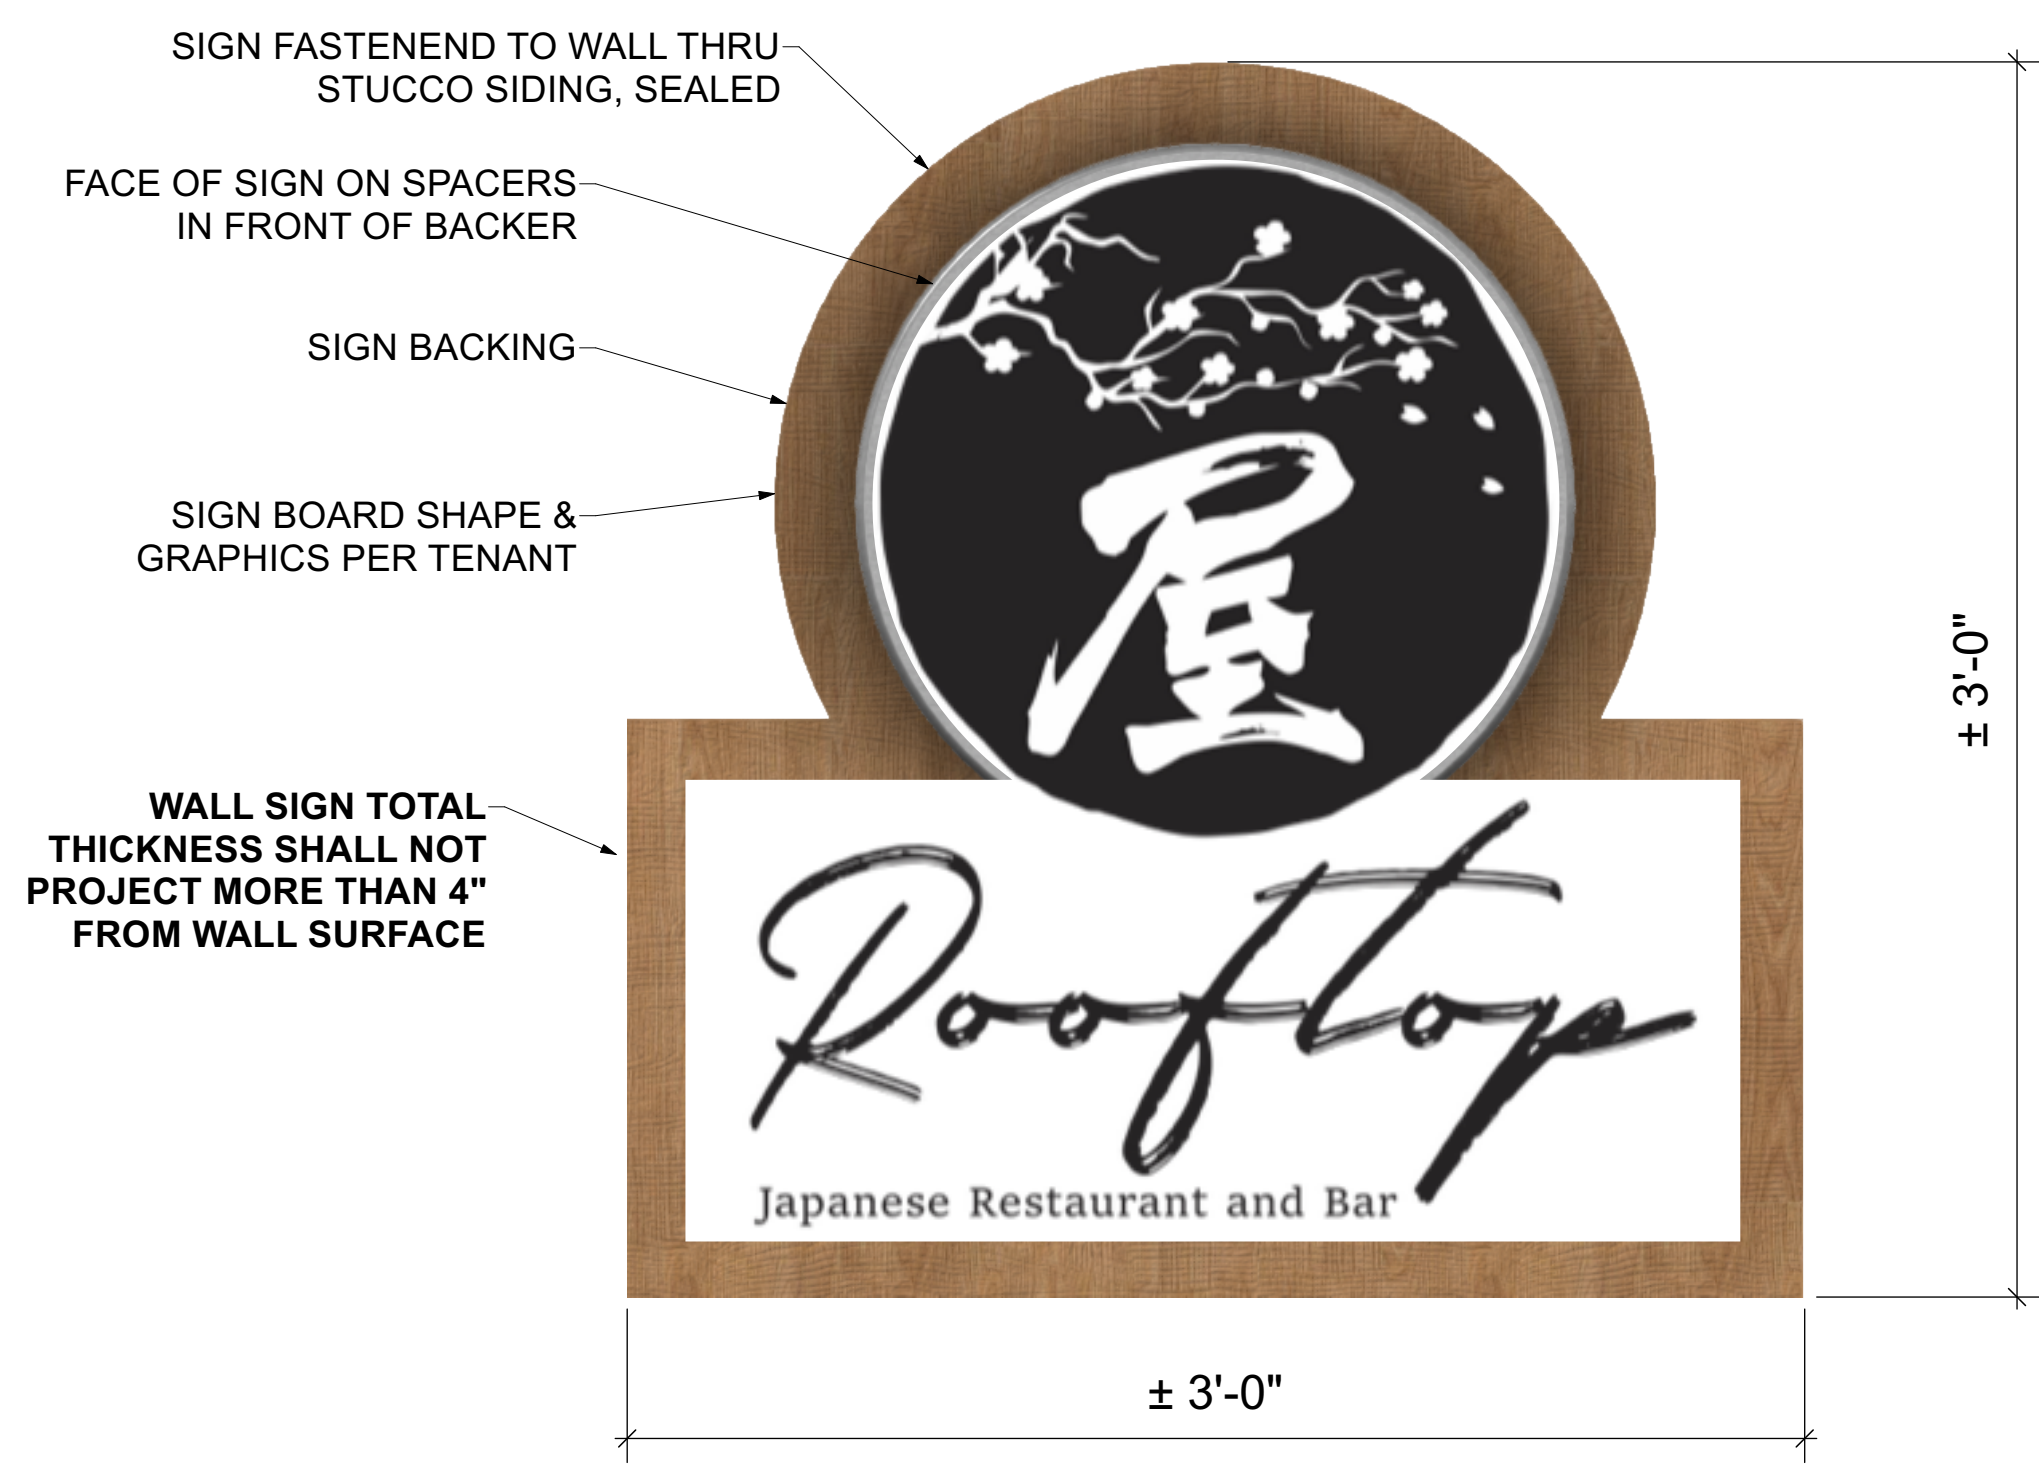 SIGN FASTENEND TO WALL THRU
STUCCO SIDING, SEALED
FACE OF SIGN ON SPACERS
IN FRONT OF BACKER
SIGN BACKING
SIGN BOARD SHAPE &
GRAPHICS PER TENANT
WALL SIGN TOTAL
THICKNESS SHALL NOT
PROJECT MORE THAN 4"
FROM WALL SURFACE
屋
Rooftop
Japanese Restaurant and Bar
± 3'-0"
± 3'-0"